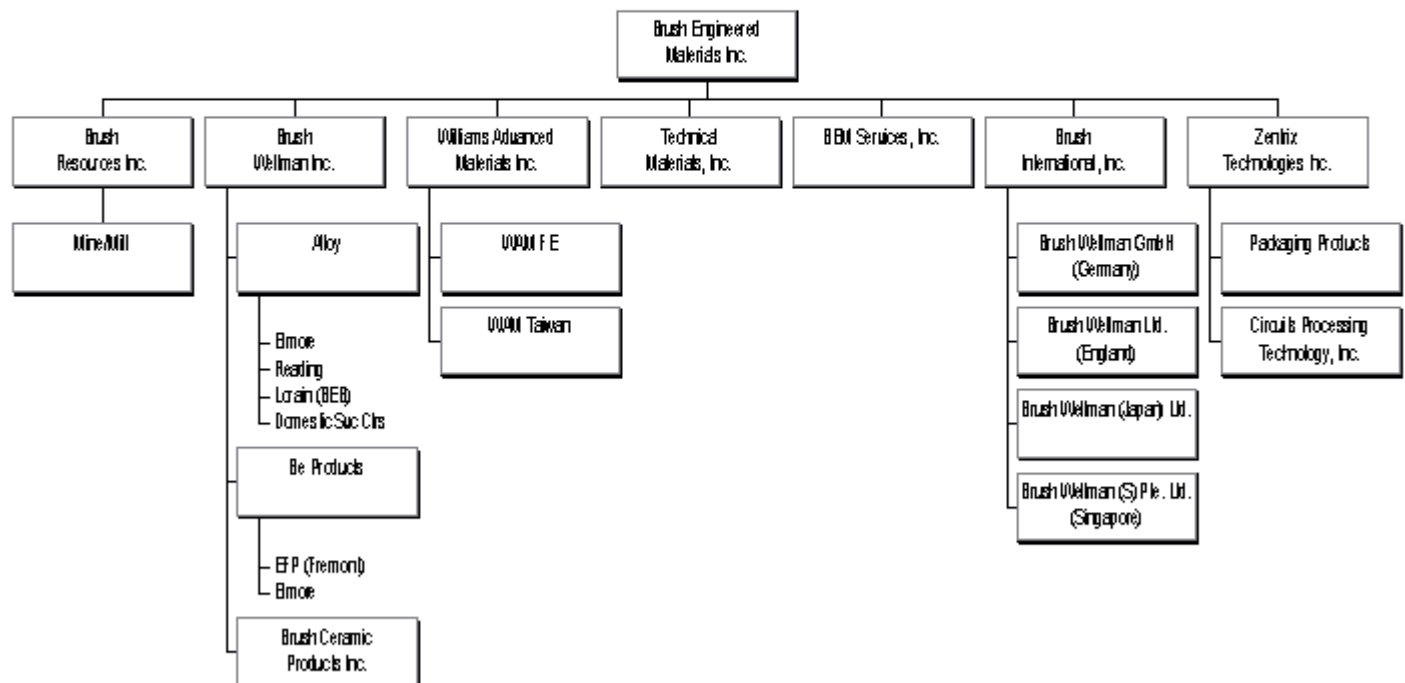 Brush Engineered
Materials Inc.
Brush
Resources Inc.
Brush
Wellman Inc.
Williams Advanced
Materials Inc.
Technical
Materials, Inc.
BEM Services, Inc.
Brush
International, Inc.
Zentrix
Technologies Inc.
Mine/Mill
Alloy
Elmore
Reading
Lorain (BEB)
Domestic Svc Ctrs
Be Products
EFP (Fremont)
Elmore
Brush Ceramic
Products Inc.
WAM F E
WAM Taiwan
Brush Wellman GmbH
(Germany)
Brush Wellman Ltd.
(England)
Brush Wellman (Japan) Ltd.
Brush Wellman (S) Pte. Ltd.
(Singapore)
Packaging Products
Circuits Processing
Technology, Inc.